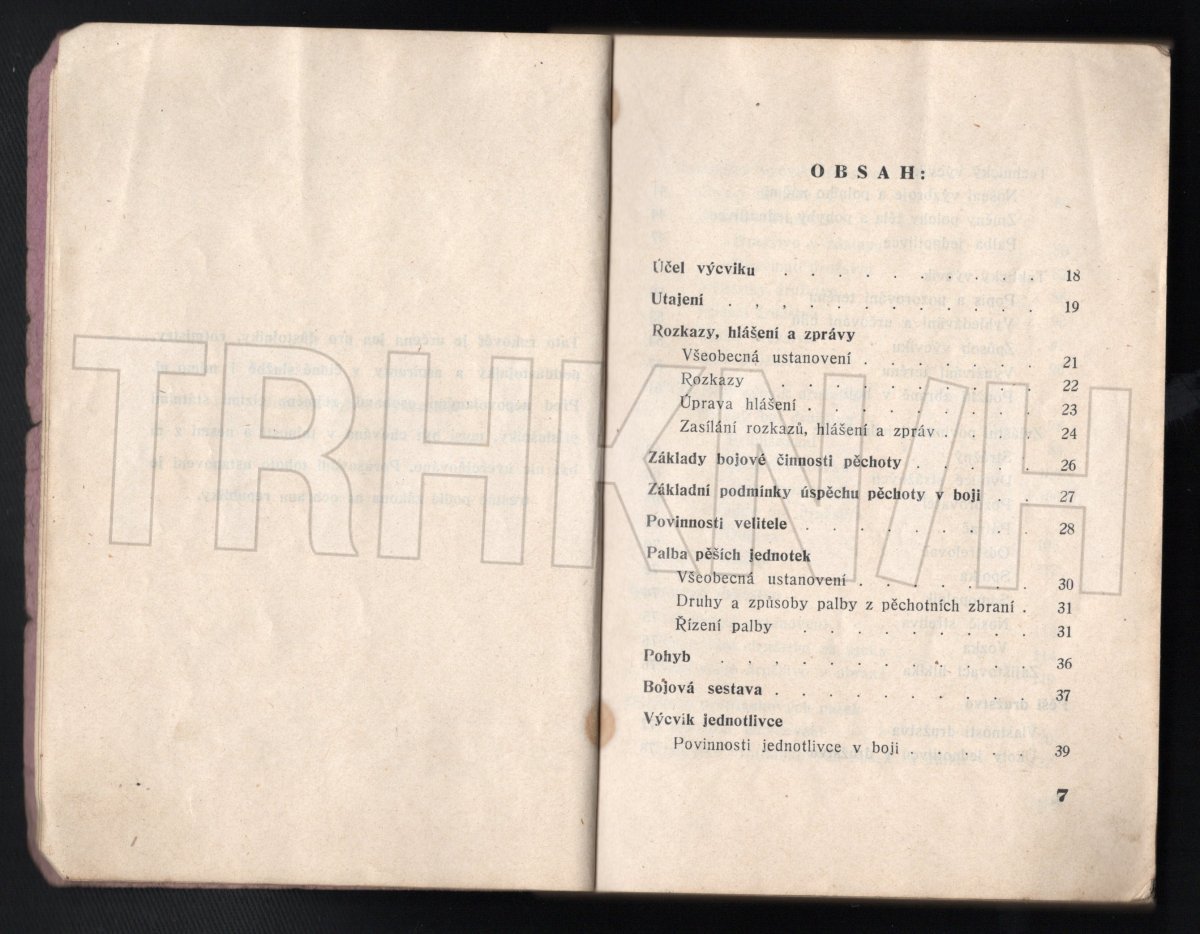 OBSAH:
Účel výcviku . . . . . . . . . . 18
Utajení . . . . . . . . . . . . 19
Rozkazy, hlášení a zprávy
Všeobecná ustanovení . . . . . . . 21
Rozkazy . . . . . . . . . . . 22
Úprava hlášení . . . . . . . . . 23
Zasílání rozkazů, hlášení a zpráv . . . . 24
Základy bojové činnosti pěchoty . . . . . 26
Základní podmínky úspěchu pěchoty v boji . . 27
Povinnosti velitele . . . . . . . . . 28
Palba pěších jednotek
Všeobecná ustanovení . . . . . . . 30
Druhy a způsoby palby z pěchotních zbraní . 31
Řízení palby . . . . . . . . . . 31
Pohyb . . . . . . . . . . . . . 36
Bojová sestava . . . . . . . . . . 37
Výcvik jednotlivce
Povinnosti jednotlivce v boji . . . . . 39
7
TRHKNIH